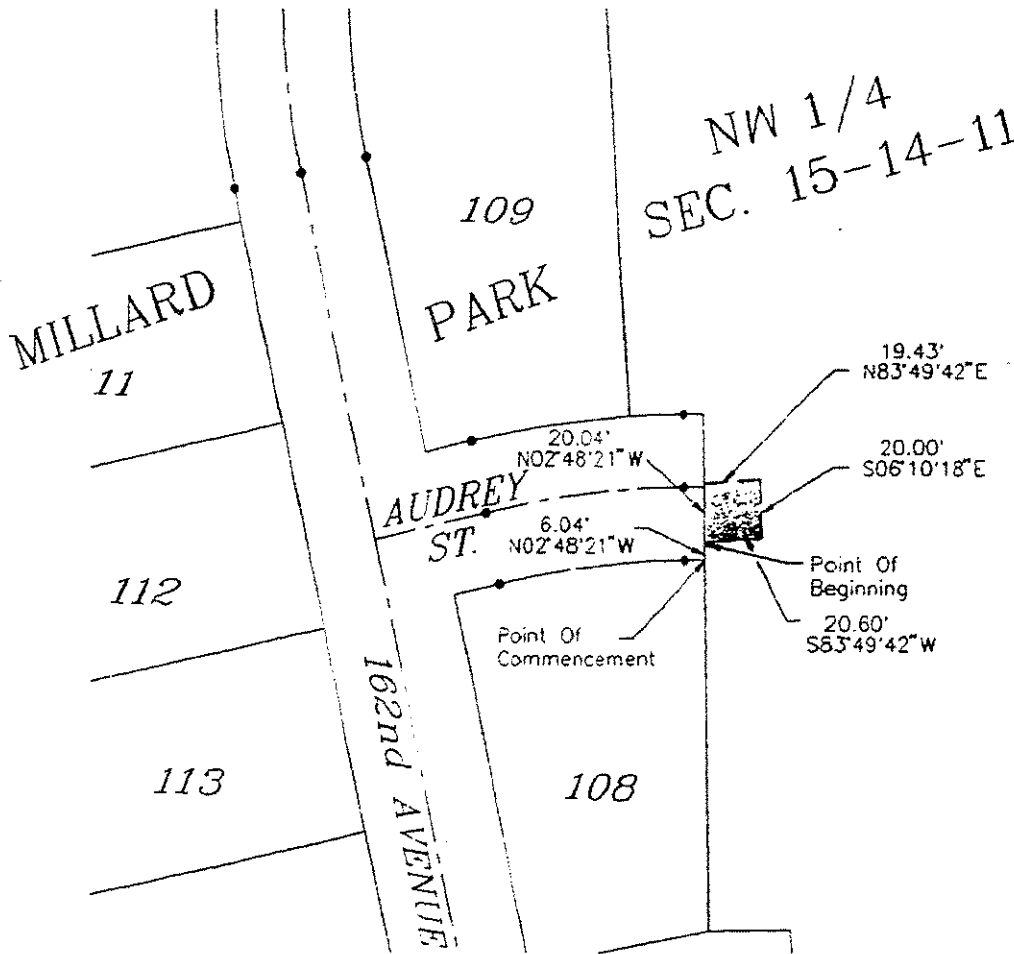 NW 1/4
SEC. 15-14-11
109
MILLARD
PARK
11
19.43'
N83°49'42"E
20.04'
N02°48'21"W
20.00'
S06°10'18"E
AUDREY
ST.
6.04'
N02°48'21"W
Point Of
Beginning
112
20.60'
S83°49'42"W
Point Of
Commencement
162nd AVENUE
113
108